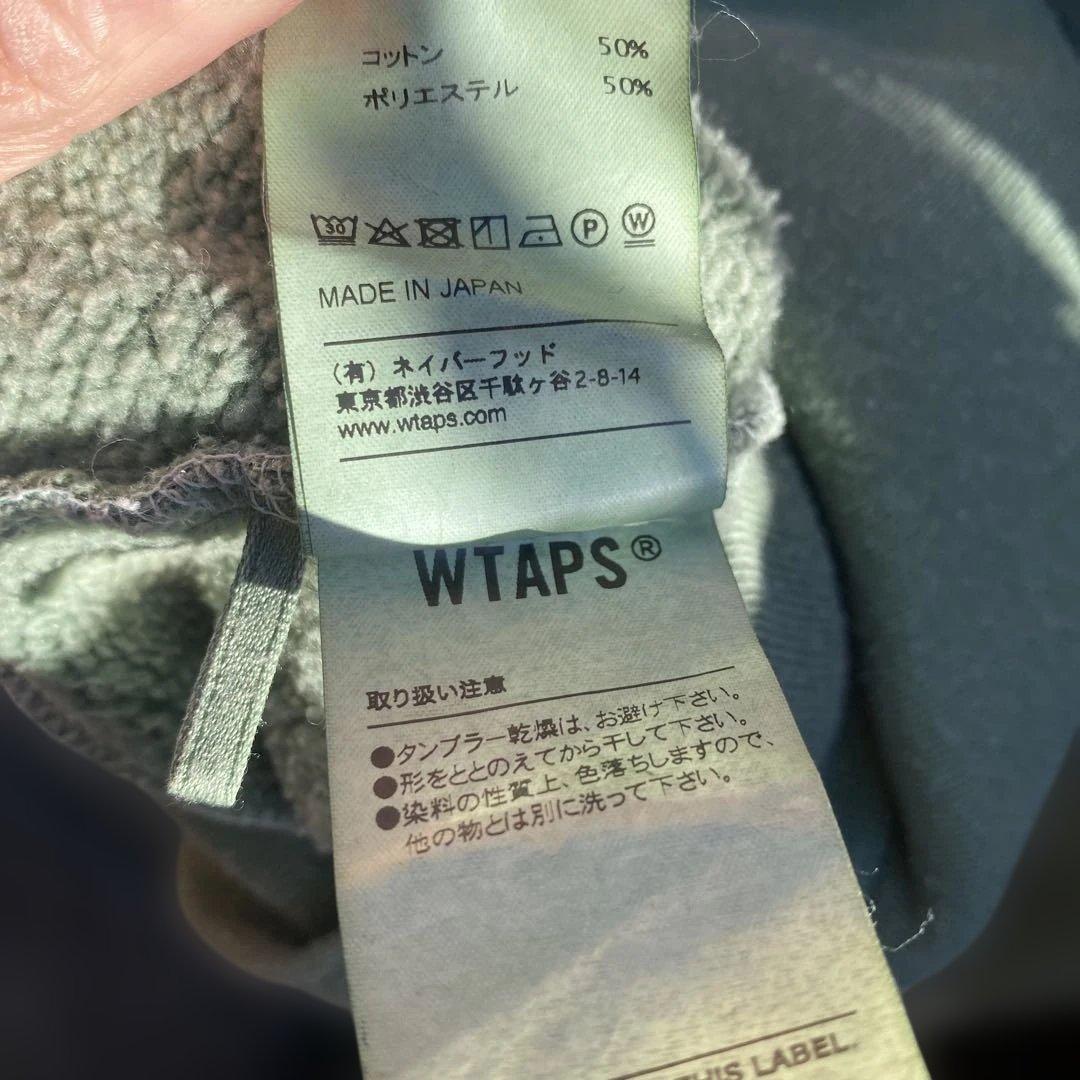 コットン 50%
ポリエステル 50%
30 P W
MADE IN JAPAN
（有）ネイバーフッド
東京都渋谷区千駄ヶ谷2-8-14
www.wtaps.com
WTAPS®
取り扱い注意
●タンブラー乾燥は、お避け下さい。
●形をととのえてから干して下さい。
●染料の性質上、色落ちしますので、
他の物とは別に洗って下さい。
THIS LABEL.